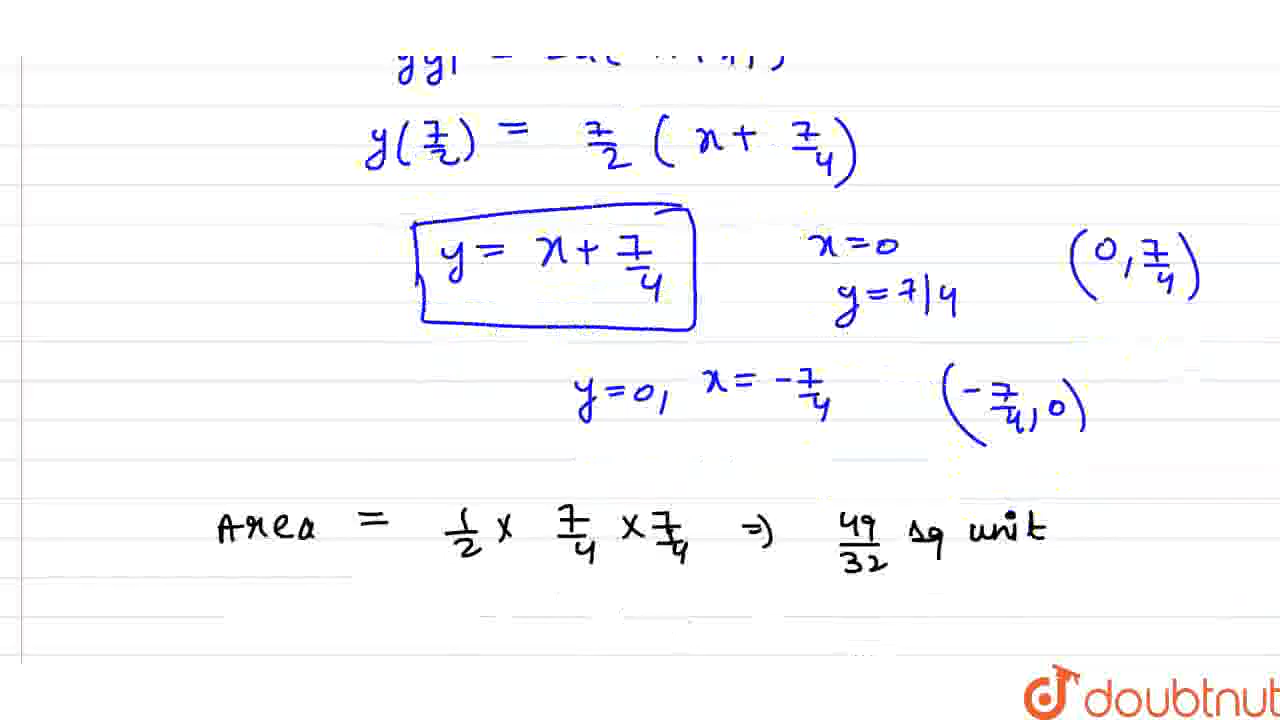 y(7/2) = 7/2 (x + 7/4)
y = x + 7/4
x = 0
y = 7/4
(0, 7/4)
y = 0, x = -7/4
(-7/4, 0)
Area = 1/2 × 7/4 × 7/4 ⇒ 49/32 sq unit
doubtnut